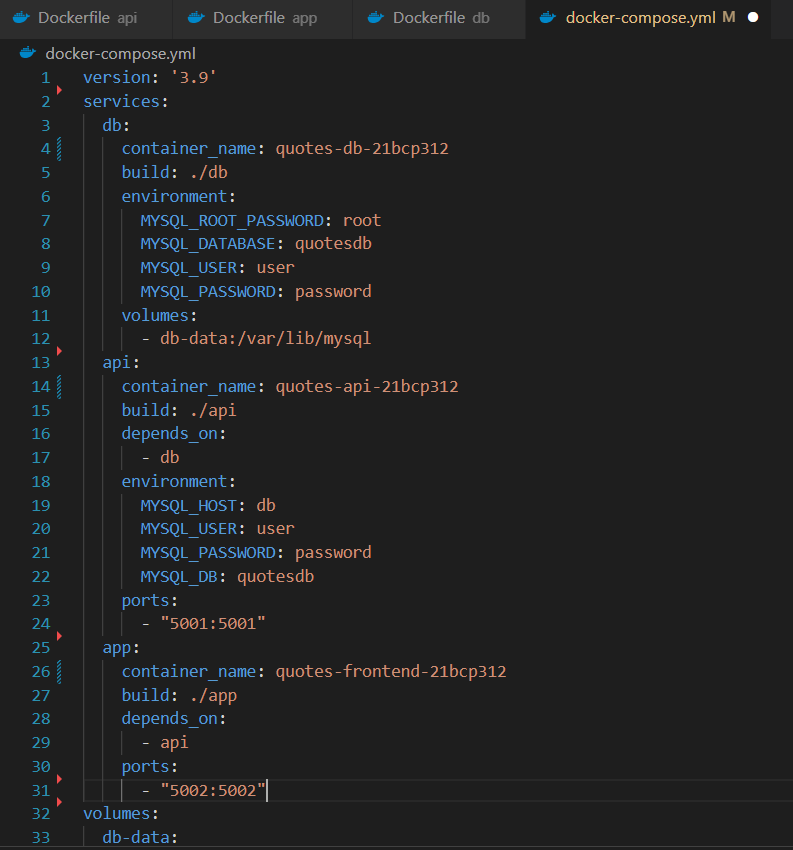 Dockerfile api Dockerfile app Dockerfile db docker-compose.yml M
docker-compose.yml
1 version: '3.9'
2 services:
3   db:
4     container_name: quotes-db-21bcp312
5     build: ./db
6     environment:
7       MYSQL_ROOT_PASSWORD: root
8       MYSQL_DATABASE: quotesdb
9       MYSQL_USER: user
10       MYSQL_PASSWORD: password
11     volumes:
12       - db-data:/var/lib/mysql
13   api:
14     container_name: quotes-api-21bcp312
15     build: ./api
16     depends_on:
17       - db
18     environment:
19       MYSQL_HOST: db
20       MYSQL_USER: user
21       MYSQL_PASSWORD: password
22       MYSQL_DB: quotesdb
23     ports:
24       - "5001:5001"
25   app:
26     container_name: quotes-frontend-21bcp312
27     build: ./app
28     depends_on:
29       - api
30     ports:
31       - "5002:5002"
32 volumes:
33   db-data: